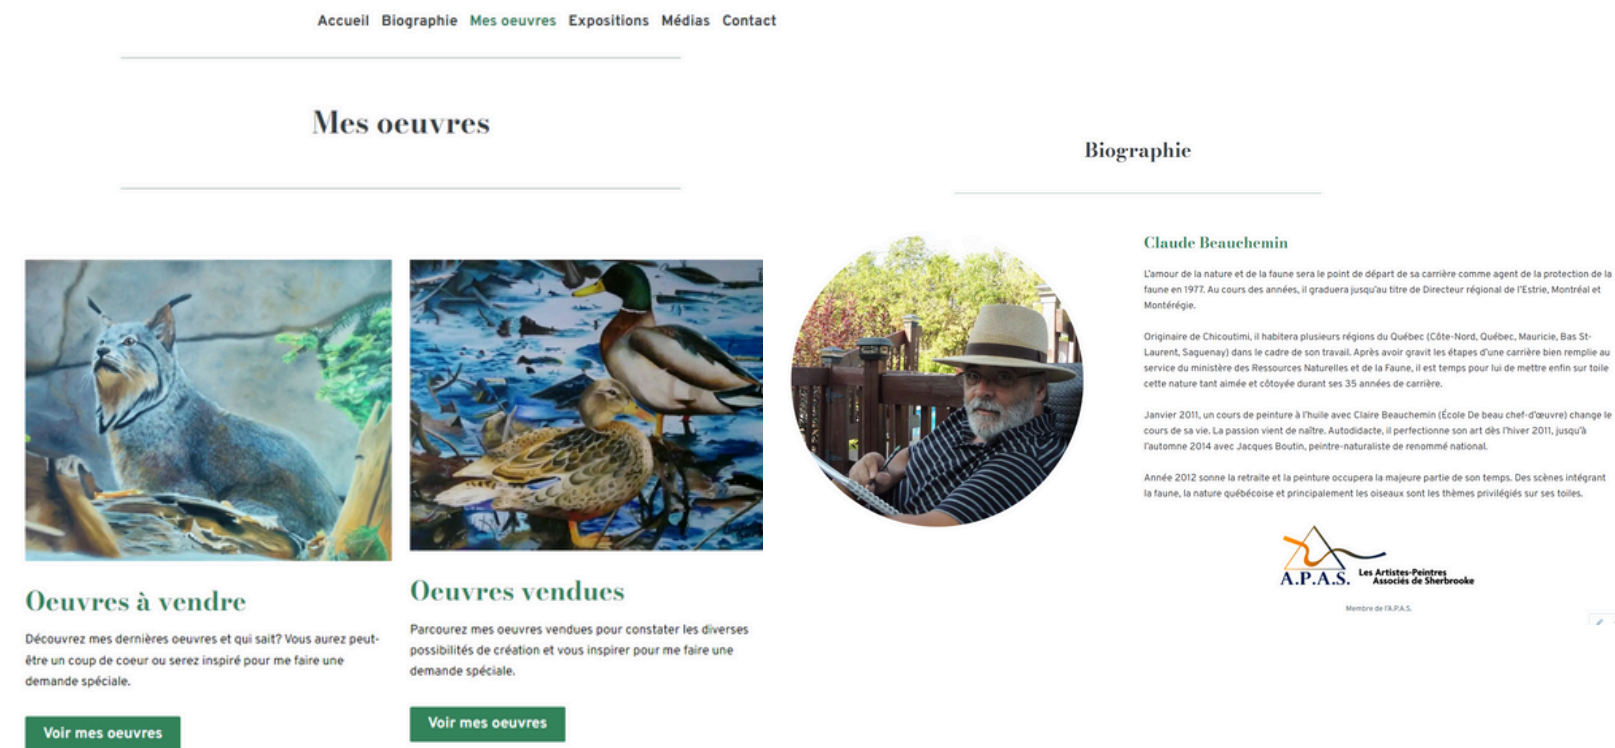 Accueil Biographie Mes oeuvres Expositions Médias Contact
Mes oeuvres
Oeuvres à vendre
Découvrez mes dernières oeuvres et qui sait? Vous aurez peut-
être un coup de coeur ou serez inspiré pour me faire une
demande spéciale.
Voir mes oeuvres
Oeuvres vendues
Parcourez mes oeuvres vendues pour constater les diverses
possibilités de création et vous inspirer pour me faire une
demande spéciale.
Voir mes oeuvres
Biographie
Claude Beauchemin
L'amour de la nature et de la faune sera le point de départ de sa carrière comme agent de la protection de la
faune en 1977. Au cours des années, il graduera jusqu'au titre de Directeur régional de l'Estrie, Montréal et
Montérégie.
Originaire de Chicoutimi, il habitera plusieurs régions du Québec (Côte-Nord, Québec, Mauricie, Bas St-
Laurent, Saguenay) dans le cadre de son travail. Après avoir gravit les étapes d'une carrière bien remplie au
service du ministère des Ressources Naturelles et de la Faune, il est temps pour lui de mettre enfin sur toile
cette nature tant aimée et côtoyée durant ses 35 années de carrière.
Janvier 2011, un cours de peinture à l'huile avec Claire Beauchemin (École De beau chef-d'œuvre) change le
cours de sa vie. La passion vient de naître. Autodidacte, il perfectionne son art dès l'hiver 2011, jusqu'à
l'automne 2014 avec Jacques Boutin, peintre-naturaliste de renommé national.
Année 2012 sonne la retraite et la peinture occupera la majeure partie de son temps. Des scènes intégrant
la faune, la nature québécoise et principalement les oiseaux sont les thèmes privilégiés sur ses toiles.
A.P.A.S. Les Artistes-Peintres
Associés de Sherbrooke
Membre de l'A.P.A.S.